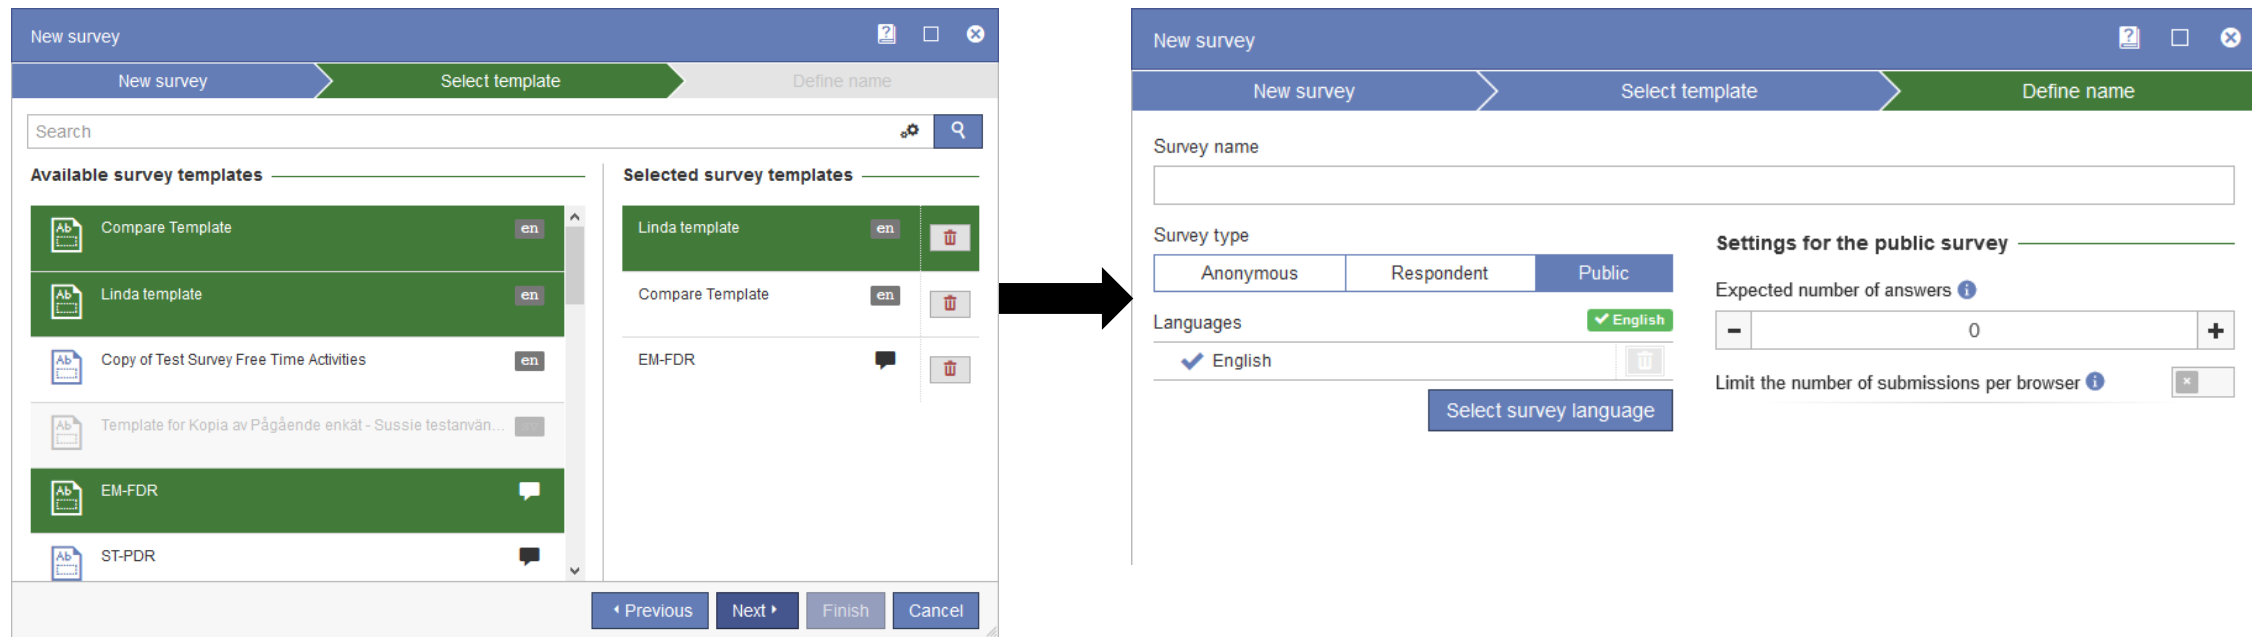 New survey
New survey
Select template
Define name
Search
Available survey templates
Compare Template en
Linda template en
Copy of Test Survey Free Time Activities en
Template for Kopia av Pågående enkät - Sussie testanvän...
EM-FDR
ST-PDR
Selected survey templates
Linda template en
Compare Template en
EM-FDR
Previous
Next
Finish
Cancel
New survey
New survey
Select template
Define name
Survey name
Survey type
Anonymous
Respondent
Public
Languages
English
English
Select survey language
Settings for the public survey
Expected number of answers
0
Limit the number of submissions per browser